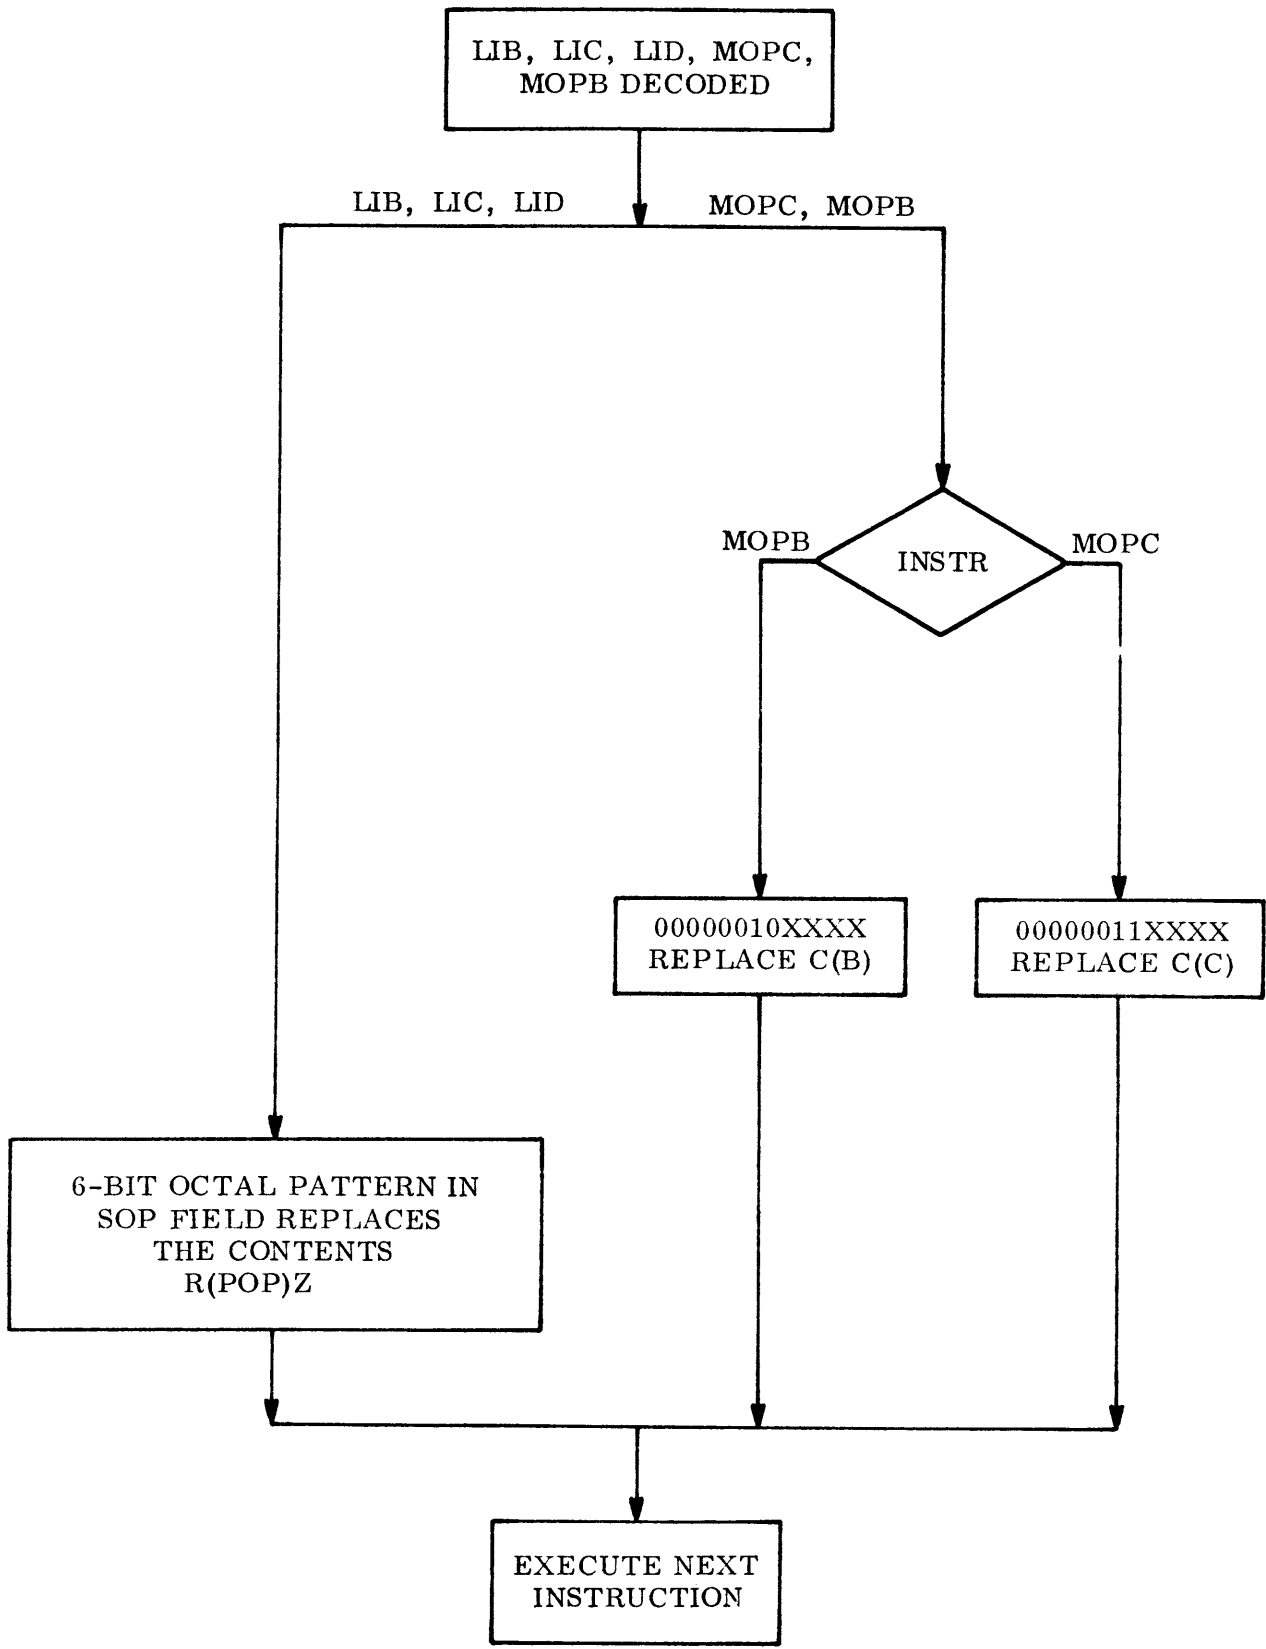 LIB, LIC, LID, MOPC,
MOPB DECODED
LIB, LIC, LID
MOPC, MOPB
MOPB
INSTR
MOPC
00000010XXXX
REPLACE C(B)
00000011XXXX
REPLACE C(C)
6-BIT OCTAL PATTERN IN
SOP FIELD REPLACES
THE CONTENTS
R(POP)Z
EXECUTE NEXT
INSTRUCTION